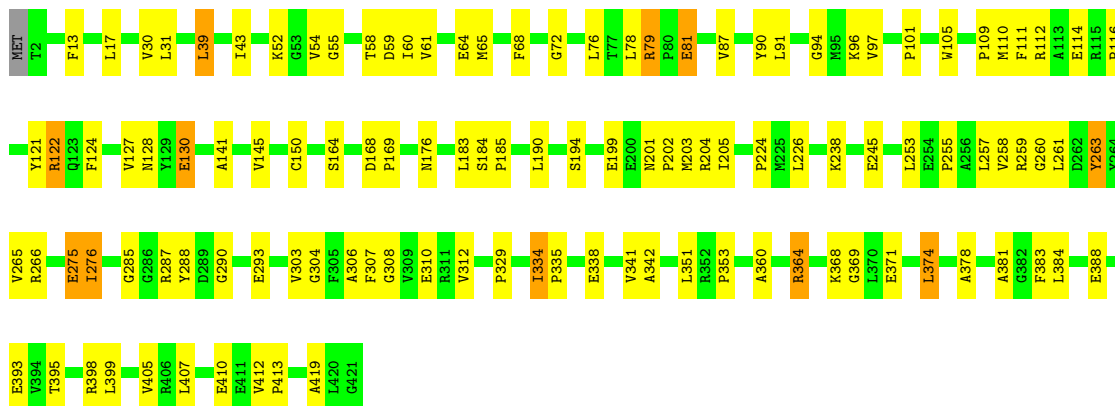 MET T2 F13 L17 V30 L31 L39 I43 K52 G53 V54 G55 T58 D59 I60 V61 E64 M65 F68 G72 L76 T77 L78 R79 P80 E81 V87 Y90 L91 G94 M95 K96 V97 P101 W105 P109 M110 F111 R112 A113 E114 R115
Y121 R122 Q123 F124 V127 N128 Y129 E130 A141 V145 C150 S164 D168 P169 N176 L183 S184 P185 L190 S194 E199 E200 N201 P202 M203 R204 I205 P224 M225 L226 K238 E245 L253 E254 P255 A256 L257 V258 R259 G260 L261 D262 Y263 Y264
V265 R266 E275 I276 G285 G286 R287 Y288 D289 G290 E293 V303 G304 F305 A306 F307 G308 V309 E310 R311 V312 P329 I334 P335 E338 V341 A342 L351 R352 P353 A360 R364 K368 G369 L370 E371 L374 A378 A381 G382 F383 L384 E388
E393 V394 T395 R398 L399 V405 R406 L407 E410 E411 V412 P413 A419 L420 G421